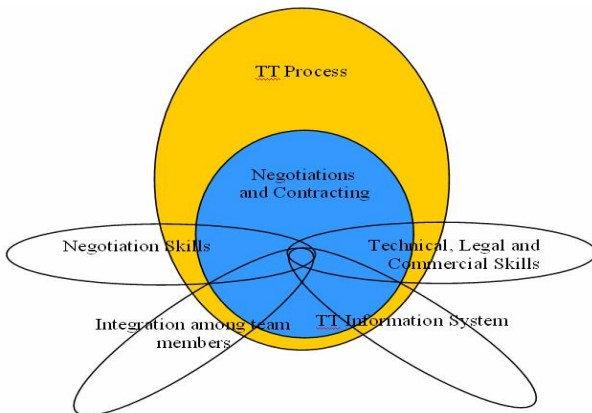 TT Process
Negotiations
and Contracting
Negotiation Skills
Technical, Legal and
Commercial Skills
Integration among team
members
TT Information System